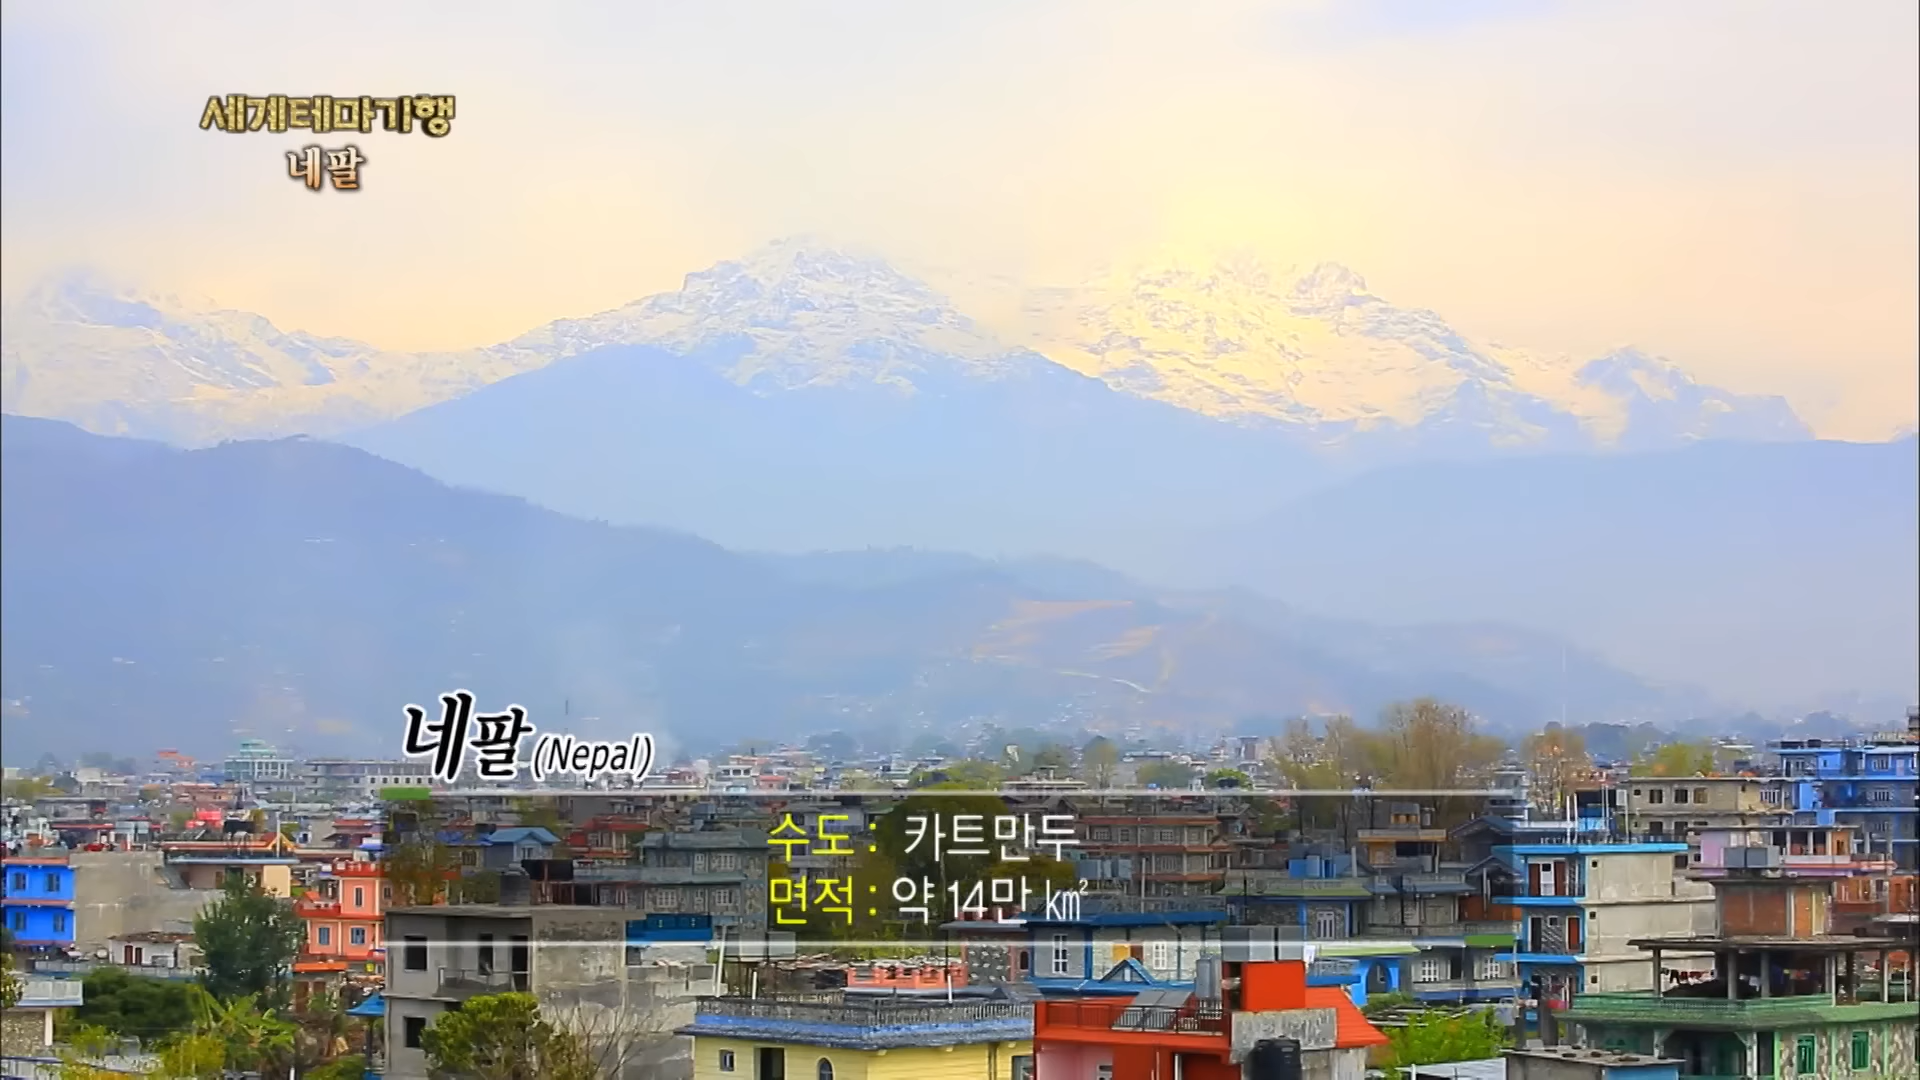 세계테마기행
네팔
네팔(Nepal)
수도 : 카트만두
면적 : 약 14만 ㎢